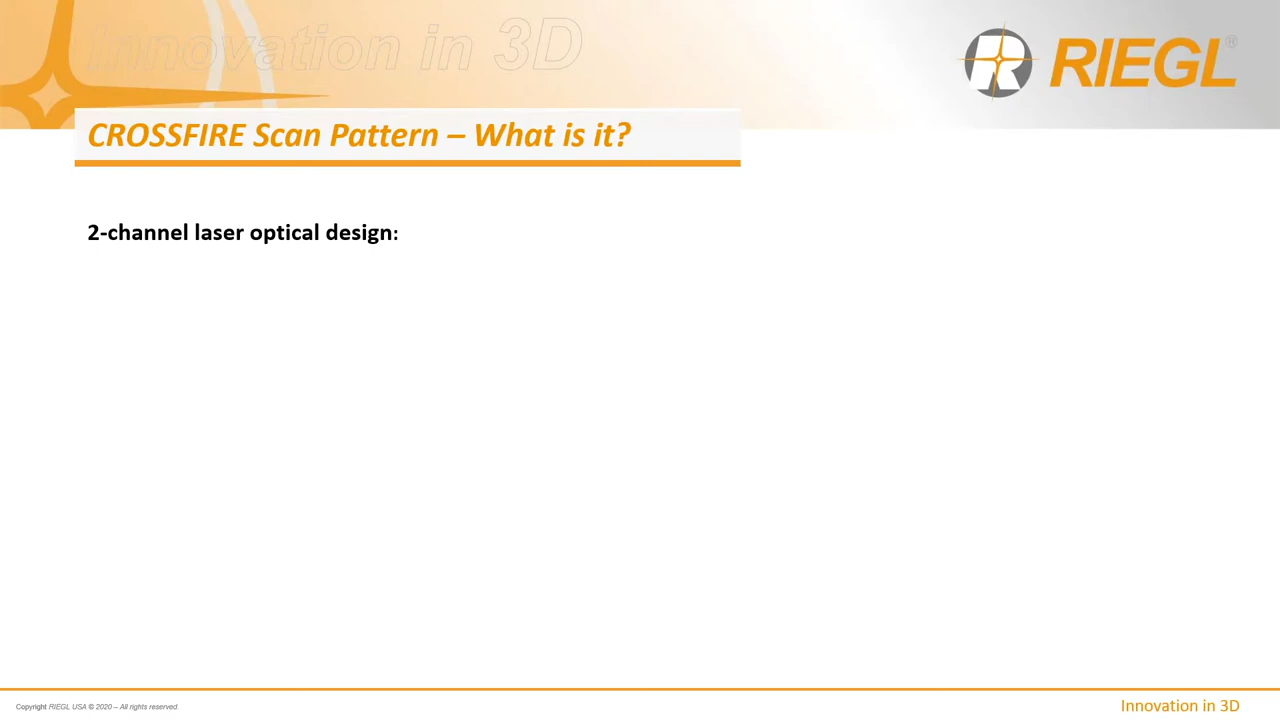 Innovation in 3D
RIEGL®
CROSSFIRE Scan Pattern – What is it?
2-channel laser optical design:
Copyright RIEGL USA © 2020 – All rights reserved.
Innovation in 3D